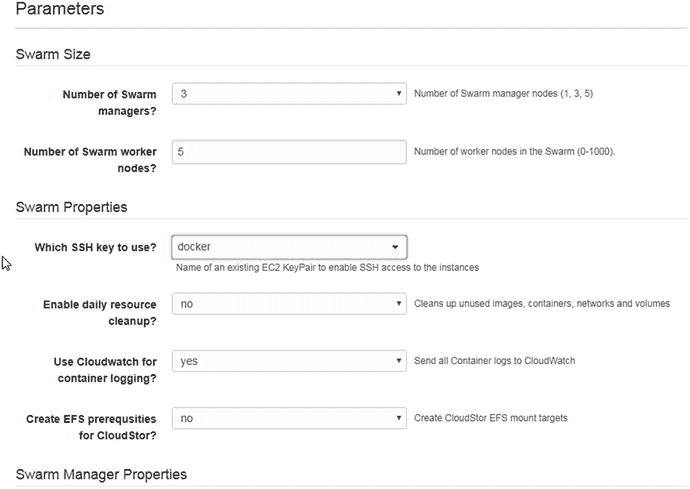 Parameters
Swarm Size
Number of Swarm
managers?
3
Number of Swarm manager nodes (1, 3, 5)
Number of Swarm worker
nodes?
5
Number of worker nodes in the Swarm (0-1000).
Swarm Properties
Which SSH key to use?
docker
Name of an existing EC2 KeyPair to enable SSH access to the instances
Enable daily resource
cleanup?
no
Cleans up unused images, containers, networks and volumes
Use Cloudwatch for
container logging?
yes
Send all Container logs to CloudWatch
Create EFS prerequsities
for CloudStor?
no
Create CloudStor EFS mount targets
Swarm Manager Properties